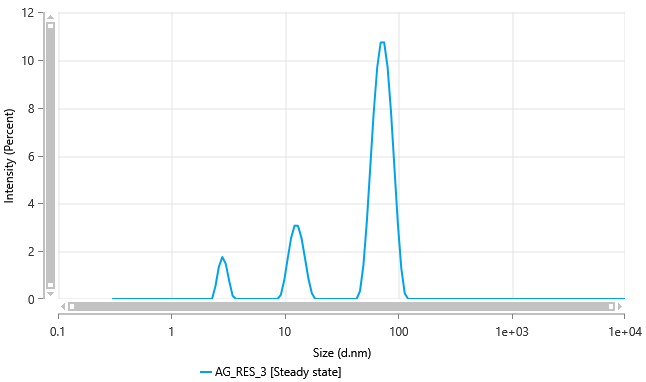 Intensity (Percent)
12
10
8
6
4
2
0
0.1 1 10 100 1e+03 1e+04
Size (d.nm)
AG_RES_3 [Steady state]